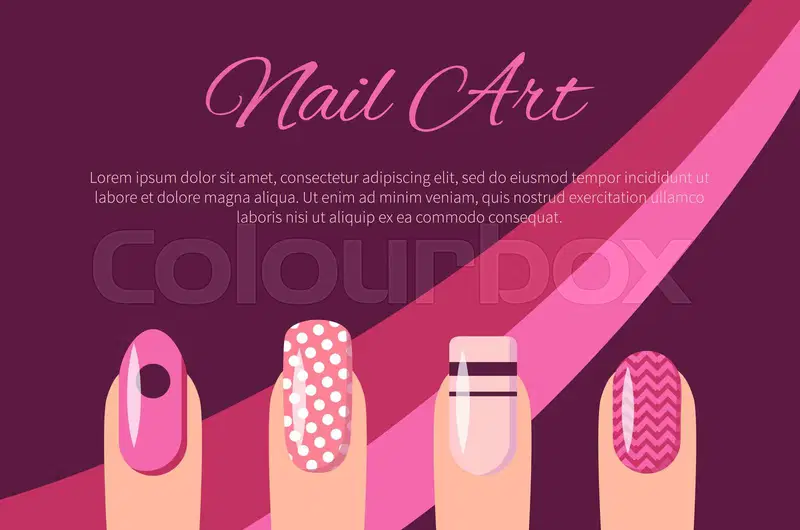 Nail Art
Lorem ipsum dolor sit amet, consectetur adipiscing elit, sed do eiusmod tempor incididunt ut
labore et dolore magna aliqua. Ut enim ad minim veniam, quis nostrud exercitation ullamco
laboris nisi ut aliquip ex ea commodo consequat.
Colourbox